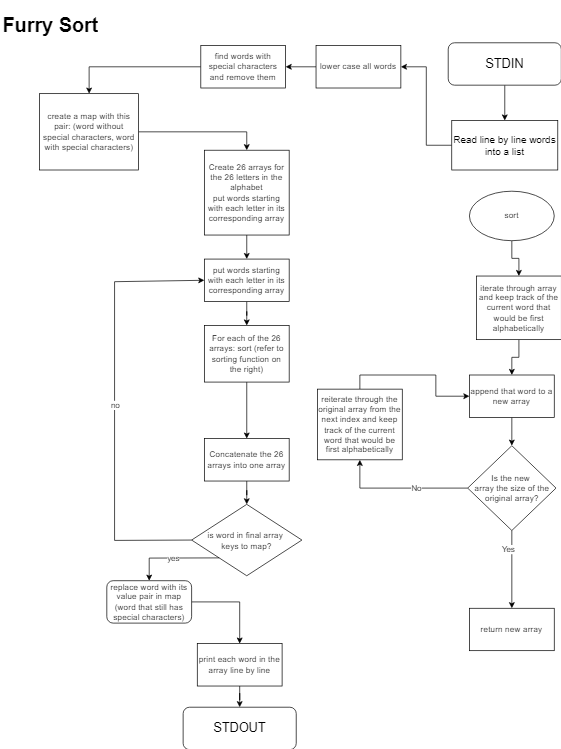 Furry Sort
STDIN
Read line by line words
into a list
lower case all words
find words with
special characters
and remove them
create a map with this
pair: (word without
special characters, word
with special characters)
Create 26 arrays for
the 26 letters in the
alphabet
put words starting
with each letter in its
corresponding array
put words starting
with each letter in its
corresponding array
For each of the 26
arrays: sort (refer to
sorting function on
the right)
Concatenate the 26
arrays into one array
is word in final array
keys to map?
no
yes
replace word with its
value pair in map
(word that still has
special characters)
print each word in the
array line by line
STDOUT
sort
iterate through array
and keep track of the
current word that
would be first
alphabetically
append that word to a
new array
Is the new
array the size of the
original array?
No
reiterate through the
original array from the
next index and keep
track of the current
word that would be
first alphabetically
Yes
return new array